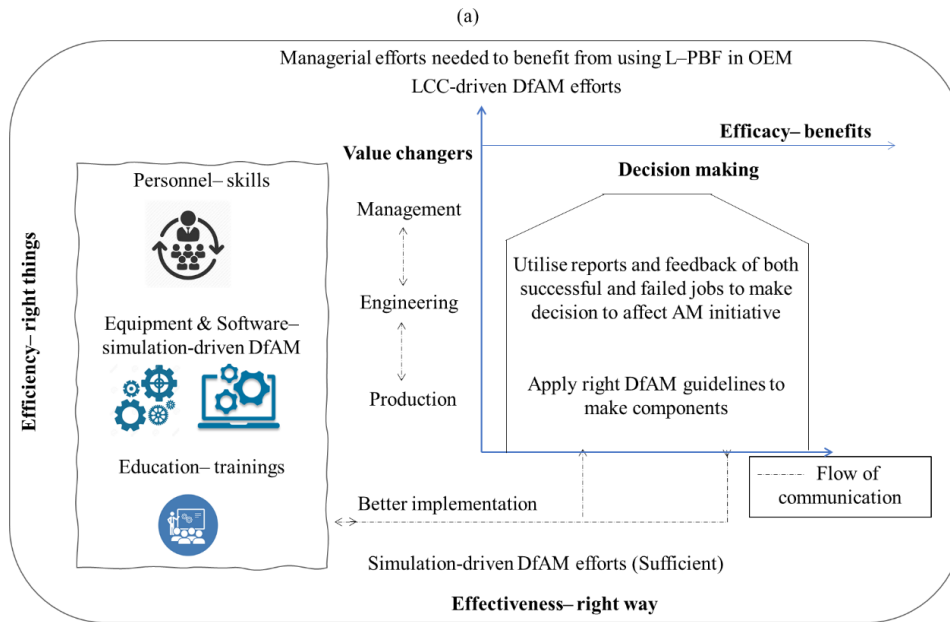 (a)
Managerial efforts needed to benefit from using L–PBF in OEM
LCC-driven DfAM efforts
Efficacy– benefits
Value changers
Decision making
Efficiency– right things
Personnel– skills
Equipment & Software–
simulation-driven DfAM
Education– trainings
Management
Engineering
Production
Utilise reports and feedback of both
successful and failed jobs to make
decision to affect AM initiative
Apply right DfAM guidelines to
make components
Flow of
communication
Better implementation
Simulation-driven DfAM efforts (Sufficient)
Effectiveness– right way